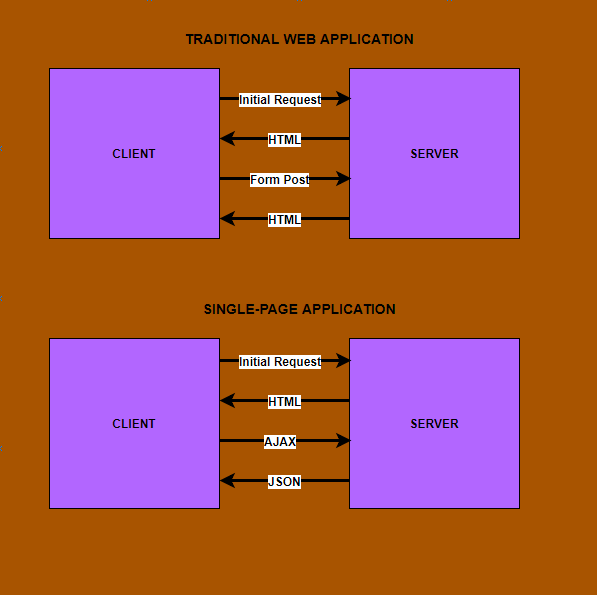 TRADITIONAL WEB APPLICATION
Initial Request
HTML
CLIENT
SERVER
Form Post
HTML
SINGLE-PAGE APPLICATION
Initial Request
HTML
CLIENT
SERVER
AJAX
JSON